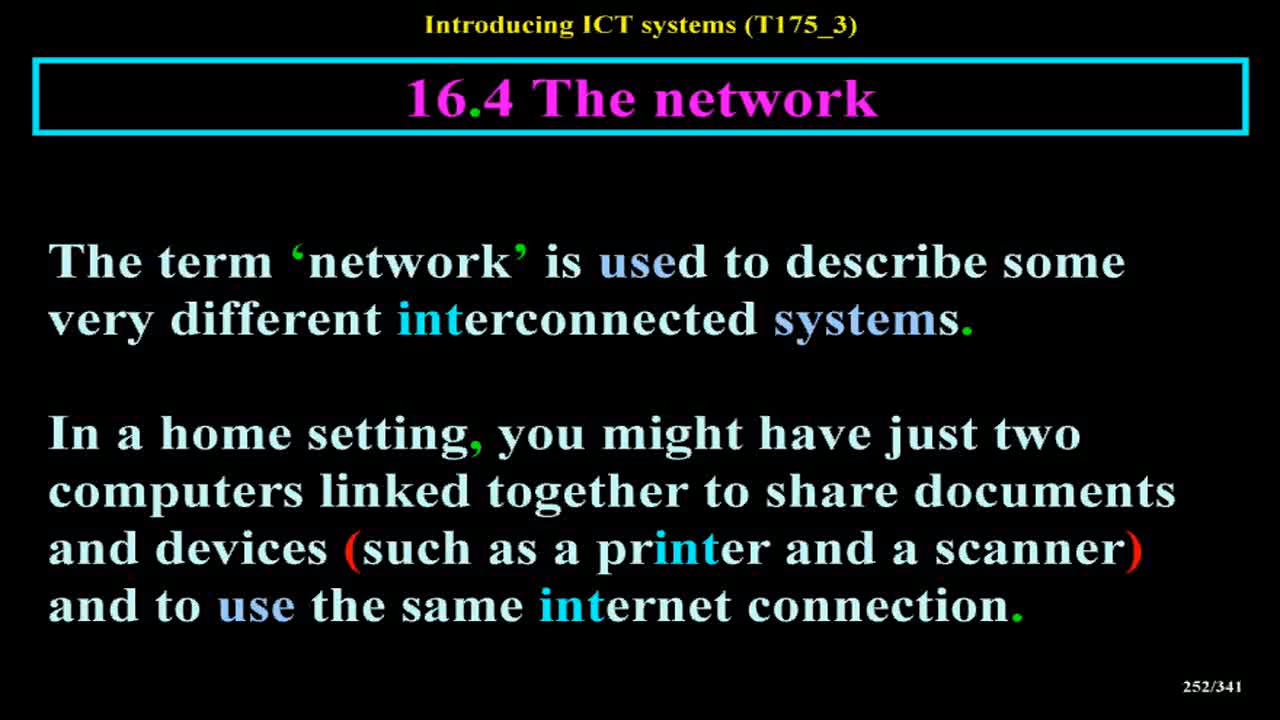 Introducing ICT systems (T175_3)
16.4 The network
The term ‘network’ is used to describe some
very different interconnected systems.
In a home setting, you might have just two
computers linked together to share documents
and devices (such as a printer and a scanner)
and to use the same internet connection.
252/341